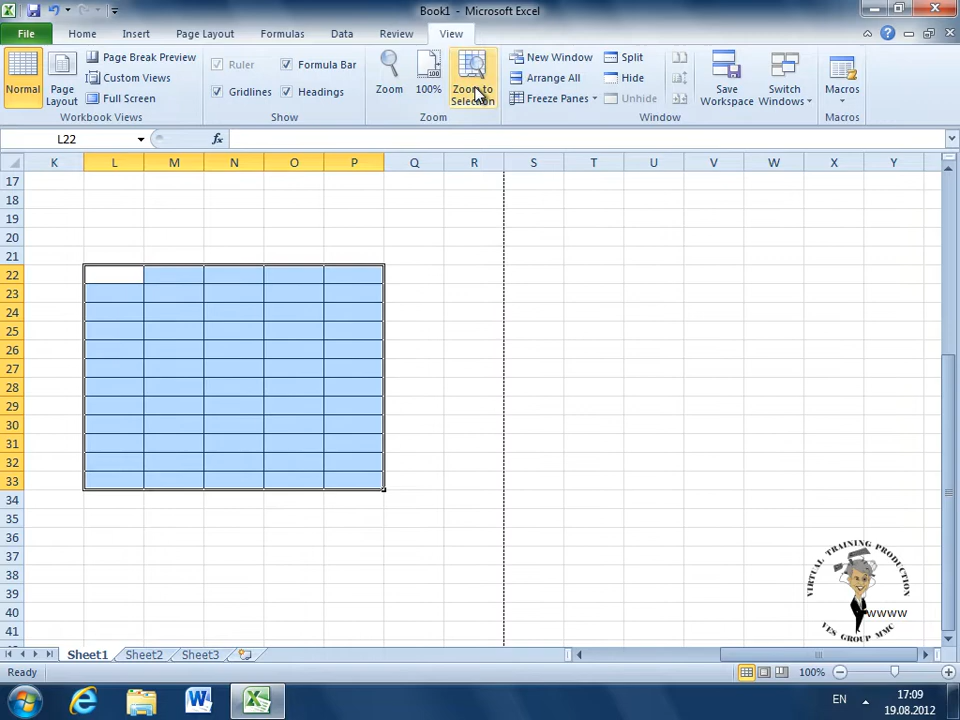 Book1 - Microsoft Excel
File Home Insert Page Layout Formulas Data Review View
Normal
Page Layout
Page Break Preview
Custom Views
Full Screen
Workbook Views
Ruler
Formula Bar
Gridlines
Headings
Show
Zoom
100
100%
Zoom to Selection
Zoom
New Window
Arrange All
Freeze Panes
Split
Hide
Unhide
Save Workspace
Switch Windows
Window
Macros
Macros
L22
fx
K L M N O P Q R S T U V W X Y
17
18
19
20
21
22
23
24
25
26
27
28
29
30
31
32
33
34
35
36
37
38
39
40
41
VIRTUAL TRAINING PRODUCTION
wwww
YES GROUP MMC
Sheet1 Sheet2 Sheet3
Ready
100%
EN
17:09
19.08.2012